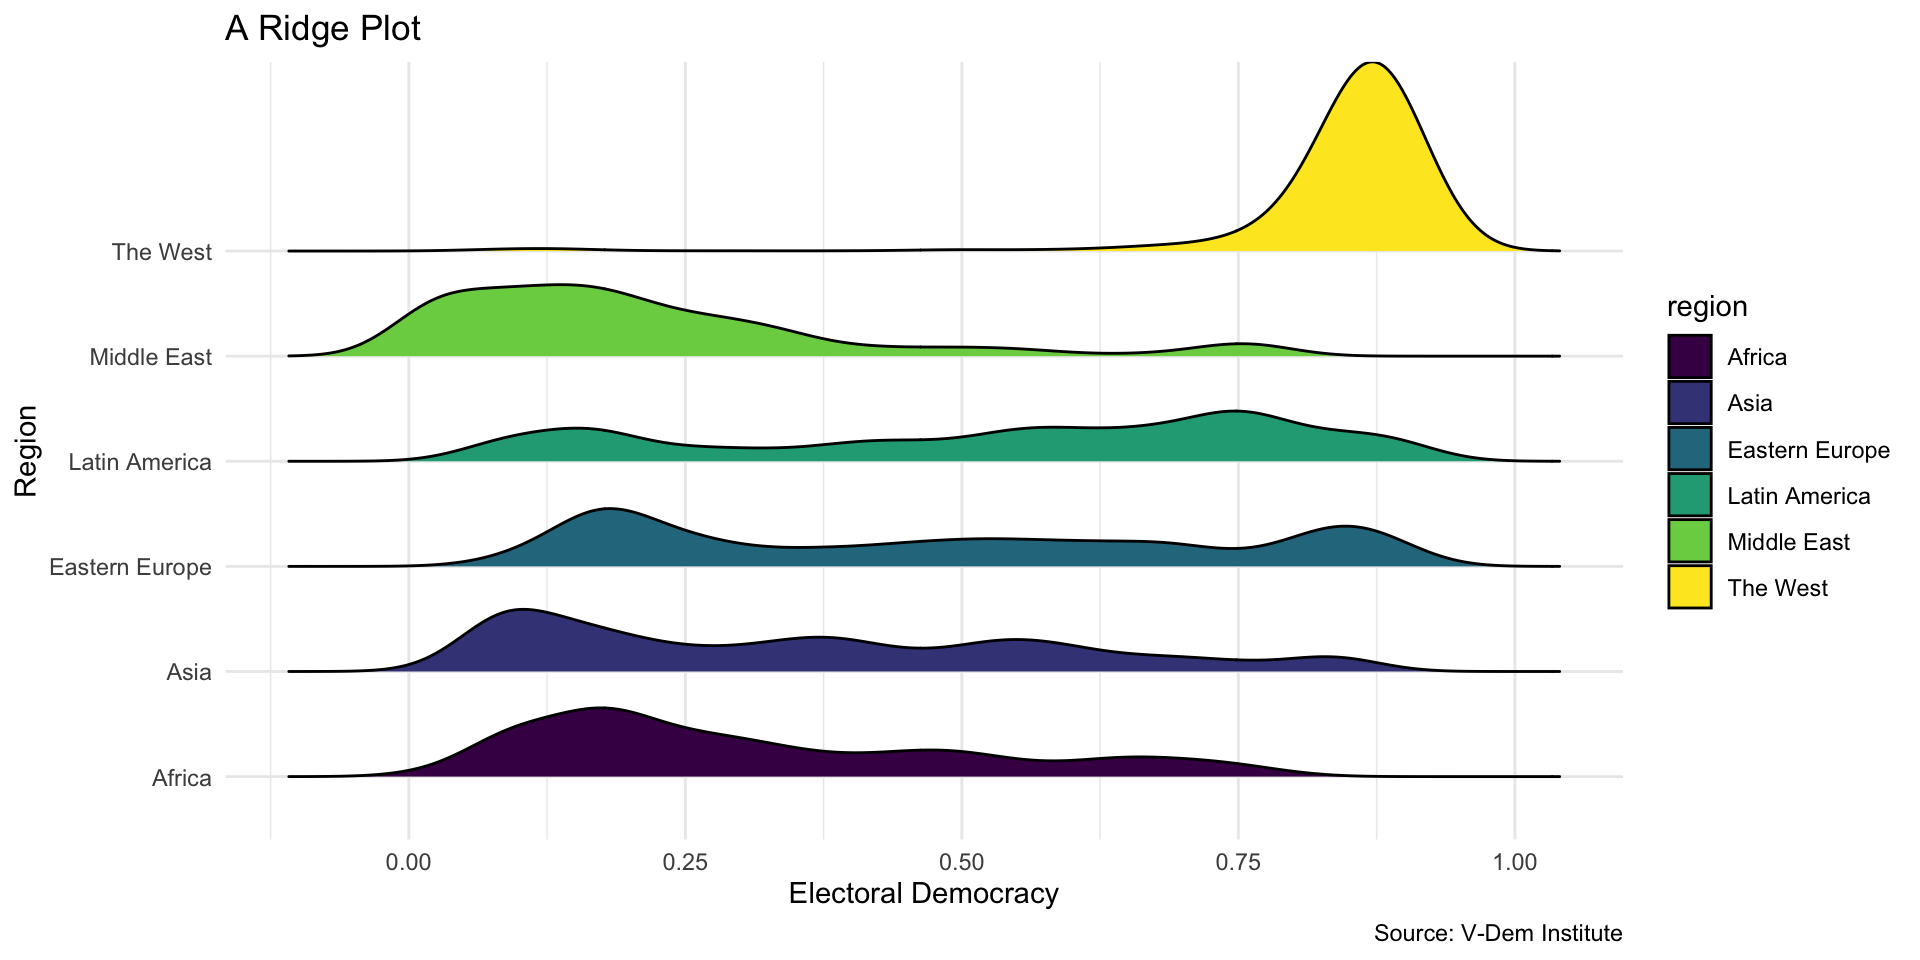 A Ridge Plot
Region
The West
Middle East
Latin America
Eastern Europe
Asia
Africa
0.00 0.25 0.50 0.75 1.00
Electoral Democracy
Source: V-Dem Institute
region
Africa
Asia
Eastern Europe
Latin America
Middle East
The West